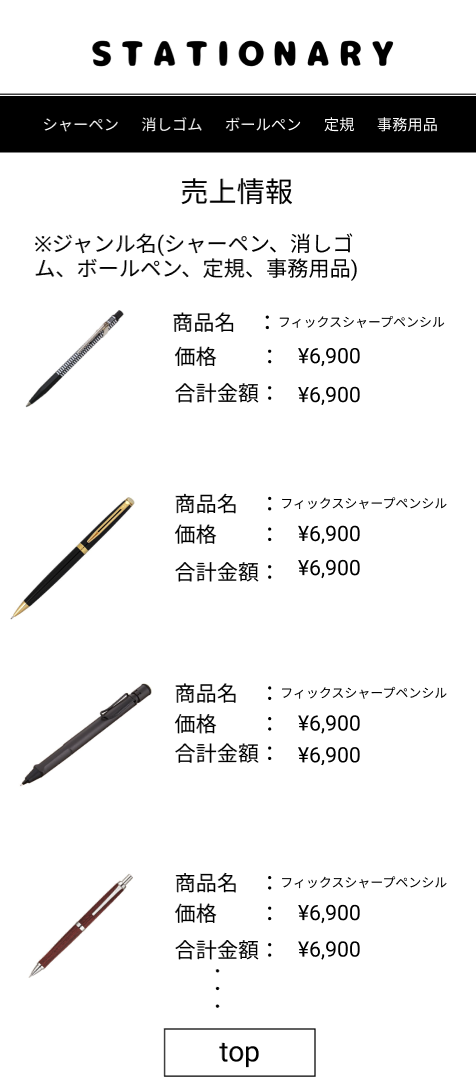 STATIONARY
シャーペン 消しゴム ボールペン 定規 事務用品
売上情報
※ジャンル名(シャーペン、消しゴ
ム、ボールペン、定規、事務用品)
商品名 ：フィックスシャープペンシル
価格 ： ¥6,900
合計金額： ¥6,900
商品名 ：フィックスシャープペンシル
価格 ： ¥6,900
合計金額： ¥6,900
商品名 ：フィックスシャープペンシル
価格 ： ¥6,900
合計金額： ¥6,900
商品名 ：フィックスシャープペンシル
価格 ： ¥6,900
合計金額： ¥6,900
・
・
・
top